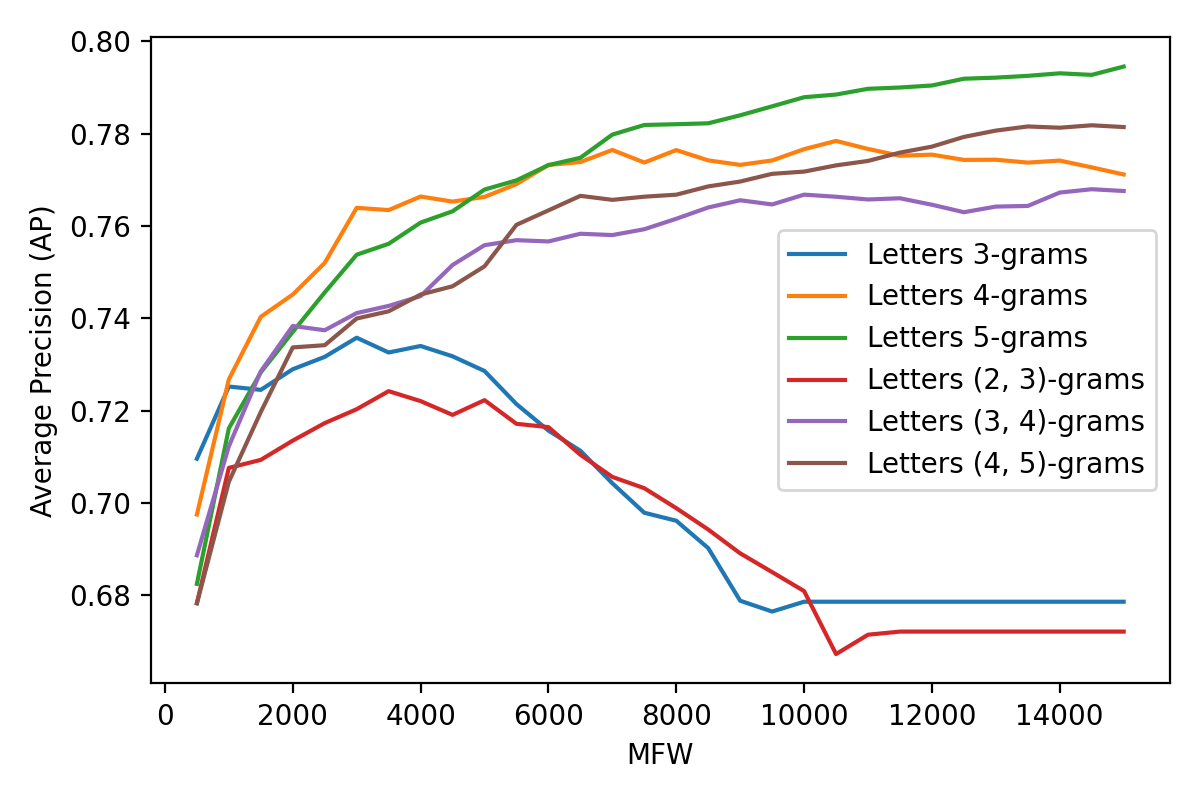 0.80
0.78
0.76
0.74
0.72
0.70
0.68
Average Precision (AP)
Letters 3-grams
Letters 4-grams
Letters 5-grams
Letters (2, 3)-grams
Letters (3, 4)-grams
Letters (4, 5)-grams
0 2000 4000 6000 8000 10000 12000 14000
MFW